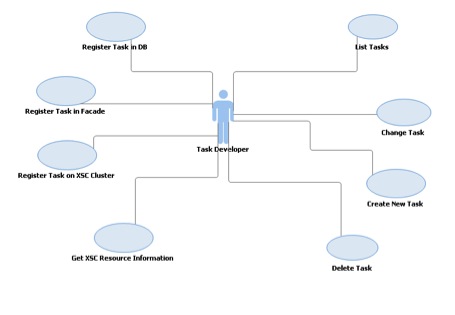 Register Task in DB
List Tasks
Register Task in Facade
Change Task
Task Developer
Register Task on XSC Cluster
Create New Task
Get XSC Resource Information
Delete Task